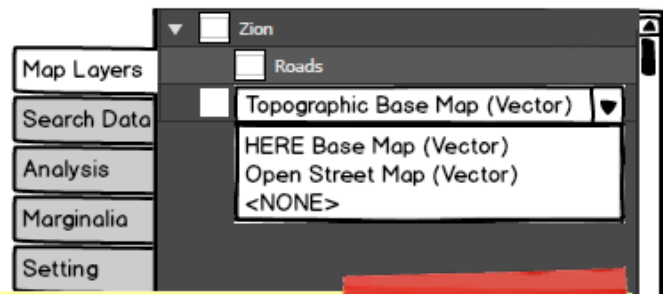 Zion
Map Layers
Roads
Search Data
Topographic Base Map (Vector)
HERE Base Map (Vector)
Analysis
Open Street Map (Vector)
<NONE>
Marginalia
Setting